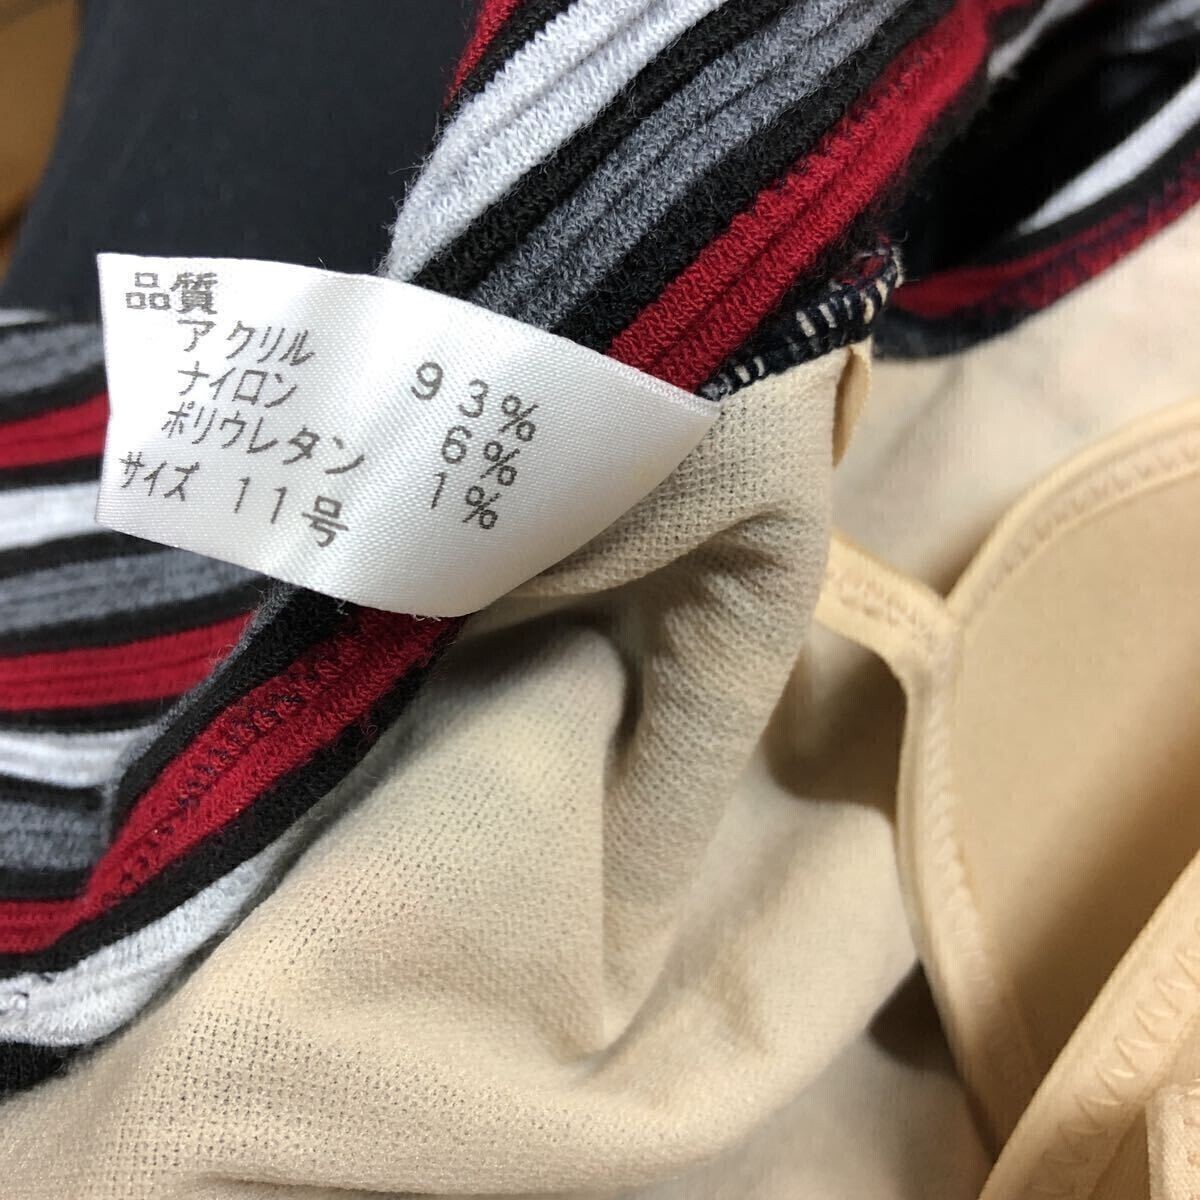 品質
アクリル 93%
ナイロン 6%
ポリウレタン 1%
サイズ 11号